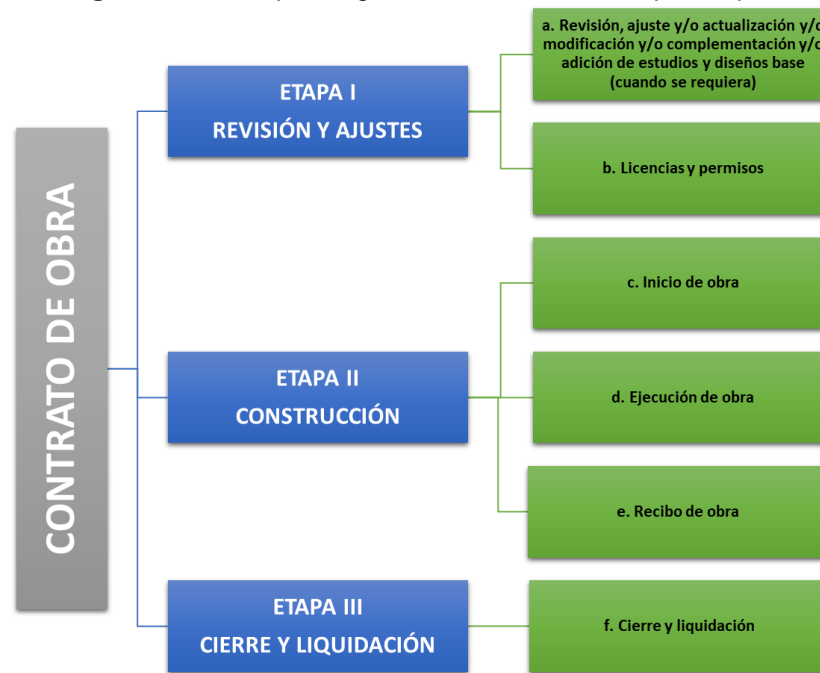 CONTRATO DE OBRA
ETAPA I
REVISIÓN Y AJUSTES
a. Revisión, ajuste y/o actualización y/o
modificación y/o complementación y/o
adición de estudios y diseños base
(cuando se requiera)
b. Licencias y permisos
ETAPA II
CONSTRUCCIÓN
c. Inicio de obra
d. Ejecución de obra
e. Recibo de obra
ETAPA III
CIERRE Y LIQUIDACIÓN
f. Cierre y liquidación